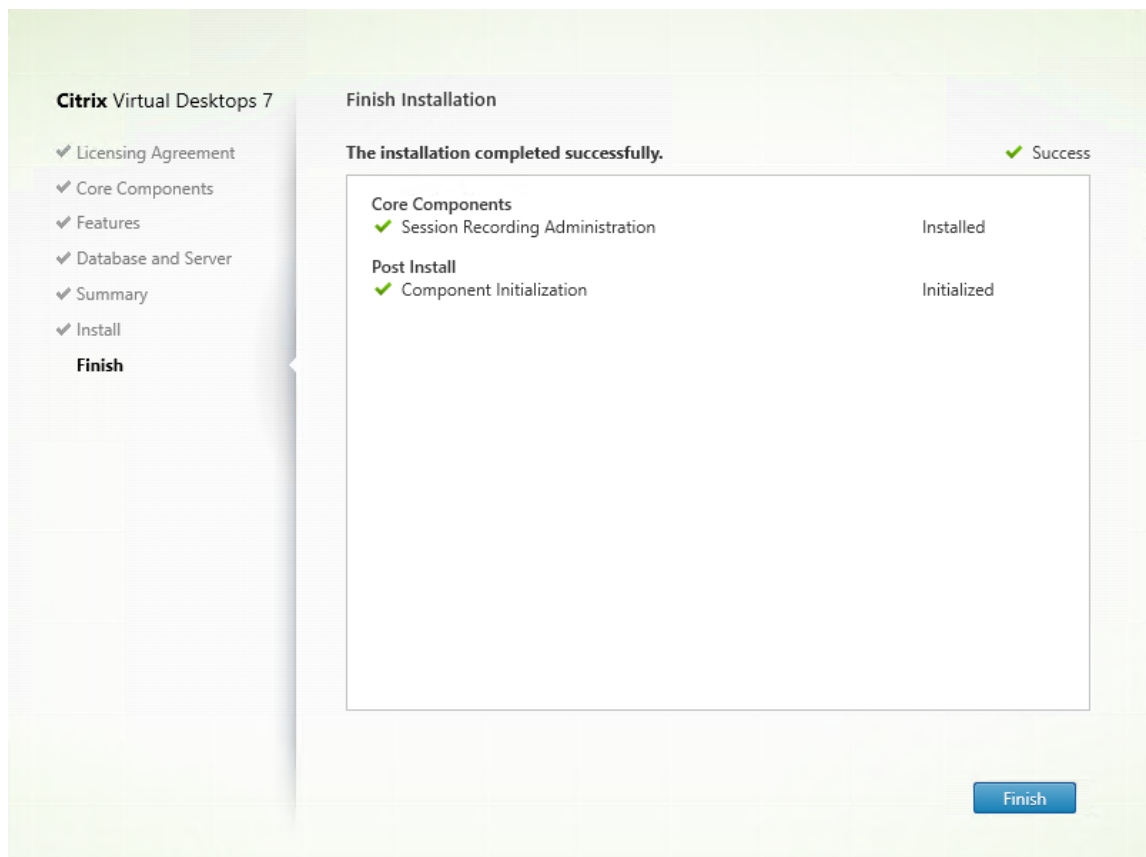 Citrix Virtual Desktops 7
Licensing Agreement
Core Components
Features
Database and Server
Summary
Install
Finish
Finish Installation
The installation completed successfully.
Success
Core Components
Session Recording Administration Installed
Post Install
Component Initialization Initialized
Finish